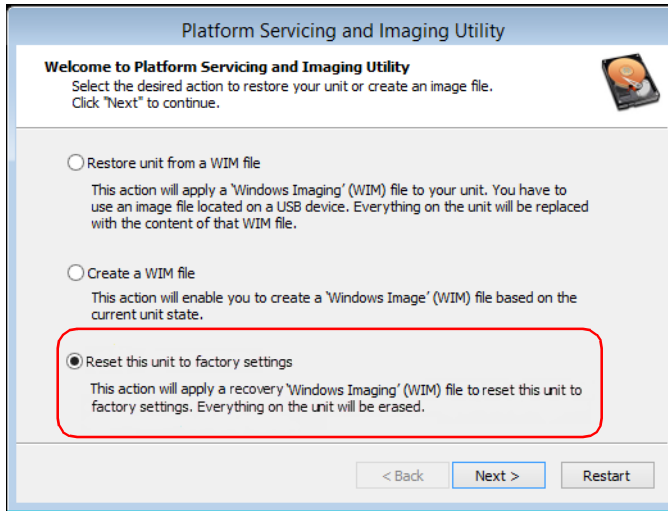 Platform Servicing and Imaging Utility
Welcome to Platform Servicing and Imaging Utility
Select the desired action to restore your unit or create an image file.
Click "Next" to continue.
Restore unit from a WIM file
This action will apply a 'Windows Imaging' (WIM) file to your unit. You have to
use an image file located on a USB device. Everything on the unit will be replaced
with the content of that WIM file.
Create a WIM file
This action will enable you to create a 'Windows Image' (WIM) file based on the
current unit state.
Reset this unit to factory settings
This action will apply a recovery 'Windows Imaging' (WIM) file to reset this unit to
factory settings. Everything on the unit will be erased.
< Back Next > Restart